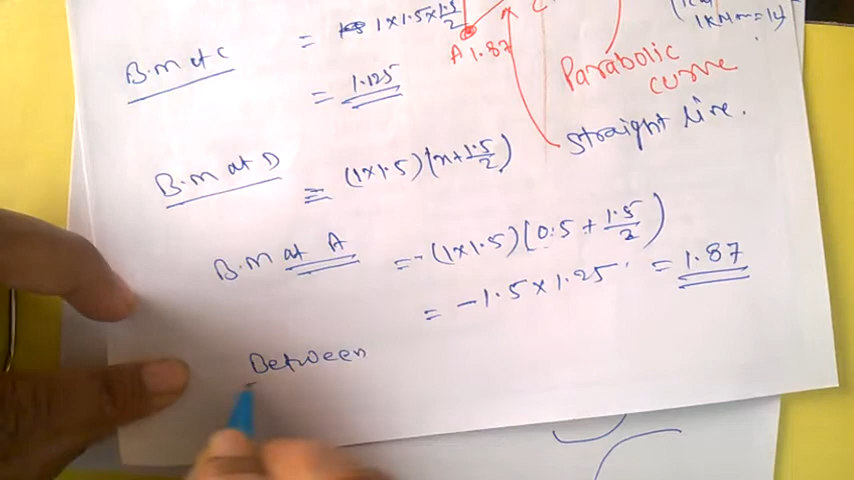 B.M at C = 1×1.5×1.5/2
= 1.125
A 1.87
C
1KNm=14
Parabolic
curve
straight line.
B.M at D = (1×1.5)(x+1.5/2)
B.M at A = -(1×1.5)(0.5+1.5/2)
= -1.5×1.25 = 1.87
Between